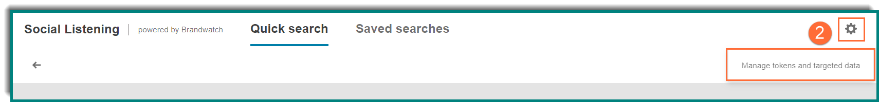 Social Listening powered by Brandwatch Quick search Saved searches 2
Manage tokens and targeted data